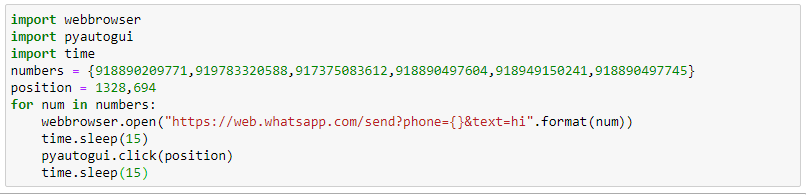 import webbrowser
import pyautogui
import time
numbers = {918890209771,919783320588,917375083612,918890497604,918949150241,918890497745}
position = 1328,694
for num in numbers:
    webbrowser.open("https://web.whatsapp.com/send?phone={}&text=hi".format(num))
    time.sleep(15)
    pyautogui.click(position)
    time.sleep(15)